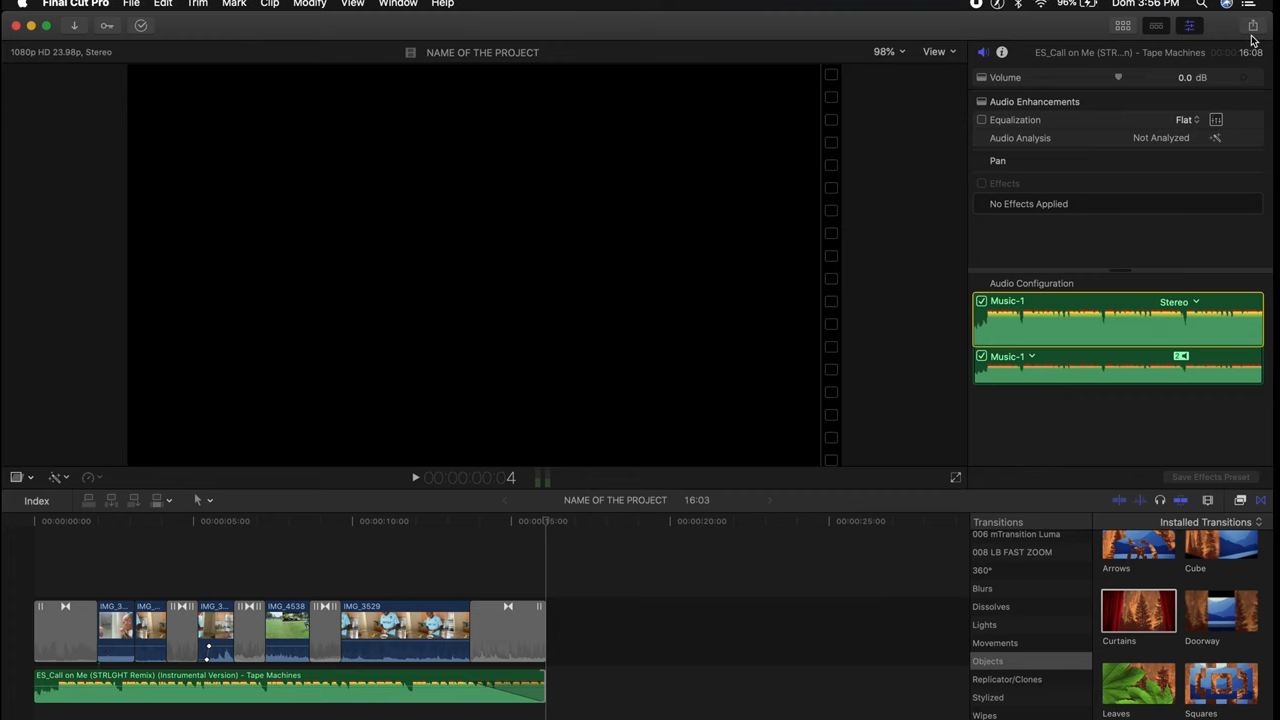 Final Cut Pro File Edit Trim Mark Clip Modify View Window Help 96% Dom 3:56 PM
1080p HD 23.98p, Stereo NAME OF THE PROJECT 98% View
ES_Call on Me (STR...n) - Tape Machines 00:00:16:08
Volume 0.0 dB
Audio Enhancements
Equalization Flat
Audio Analysis Not Analyzed
Pan
Effects
No Effects Applied
Audio Configuration
Music-1 Stereo
Music-1 2
00:00:00:04 Save Effects Preset
Index NAME OF THE PROJECT 16:03
00:00:00:00 00:00:05:00 00:00:10:00 00:00:15:00 00:00:20:00 00:00:25:00
Transitions Installed Transitions
006 mTransition Luma
008 LB FAST ZOOM
360°
Blurs
Dissolves
Lights
Movements
Objects
Replicator/Clones
Stylized
Wipes
Arrows Cube
Curtains Doorway
Leaves Squares
IMG_3... IMG_... IMG_3... IMG_4538 IMG_3529
ES_Call on Me (STRLGHT Remix) (Instrumental Version) - Tape Machines